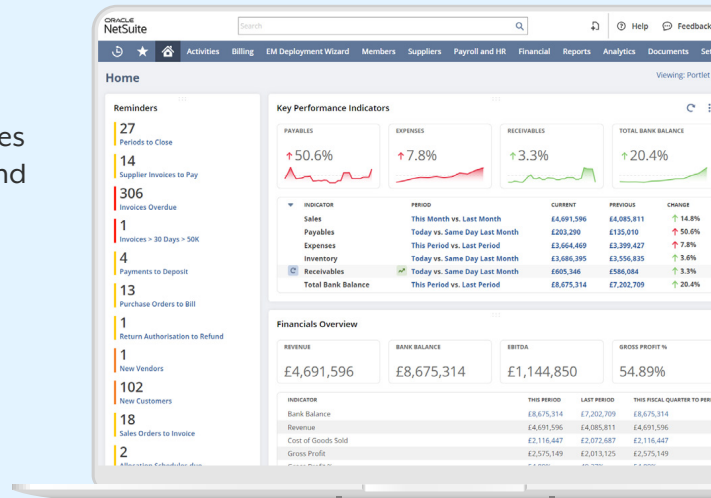 es
nd
ORACLE
NetSuite
Search
Help
Feedback
Activities Billing EM Deployment Wizard Members Suppliers Payroll and HR Financial Reports Analytics Documents Set
Home
Viewing: Portlet
Reminders
27
Periods to Close
14
Supplier Invoices to Pay
306
Invoices Overdue
1
Invoices > 30 Days > 50K
4
Payments to Deposit
13
Purchase Orders to Bill
1
Return Authorisation to Refund
1
New Vendors
102
New Customers
18
Sales Orders to Invoice
2
Allocation Schedules due
Key Performance Indicators
PAYABLES EXPENSES RECEIVABLES TOTAL BANK BALANCE
↑50.6% ↑7.8% ↑3.3% ↑20.4%
INDICATOR PERIOD CURRENT PREVIOUS CHANGE
Sales This Month vs. Last Month £4,691,596 £4,085,811 ↑ 14.8%
Payables Today vs. Same Day Last Month £203,290 £135,010 ↑ 50.6%
Expenses This Period vs. Last Period £3,664,469 £3,399,427 ↑ 7.8%
Inventory Today vs. Same Day Last Month £3,686,395 £3,556,835 ↑ 3.6%
Receivables Today vs. Same Day Last Month £605,346 £586,084 ↑ 3.3%
Total Bank Balance This Period vs. Last Period £8,675,314 £7,202,709 ↑ 20.4%
Financials Overview
REVENUE BANK BALANCE EBITDA GROSS PROFIT %
£4,691,596 £8,675,314 £1,144,850 54.89%
INDICATOR THIS PERIOD LAST PERIOD THIS FISCAL QUARTER TO PER
Bank Balance £8,675,314 £7,202,709 £8,675,314
Revenue £4,691,596 £4,085,811 £4,691,596
Cost of Goods Sold £2,116,447 £2,072,687 £2,116,447
Gross Profit £2,575,149 £2,013,125 £2,575,149